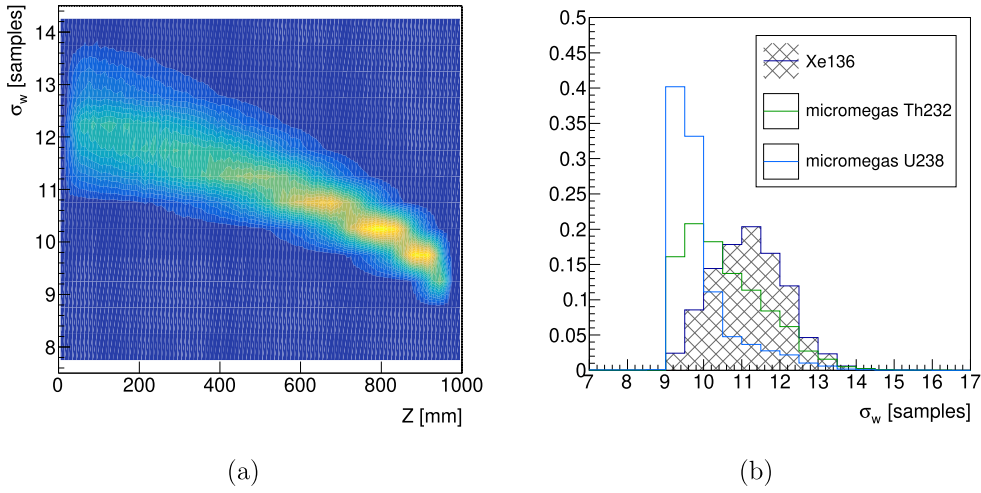 σw [samples]
14
13
12
11
10
9
8
0 200 400 600 800 1000
Z [mm]
(a)
0.5
0.45
0.4
0.35
0.3
0.25
0.2
0.15
0.1
0.05
0
Xe136
micromegas Th232
micromegas U238
7 8 9 10 11 12 13 14 15 16 17
σw [samples]
(b)